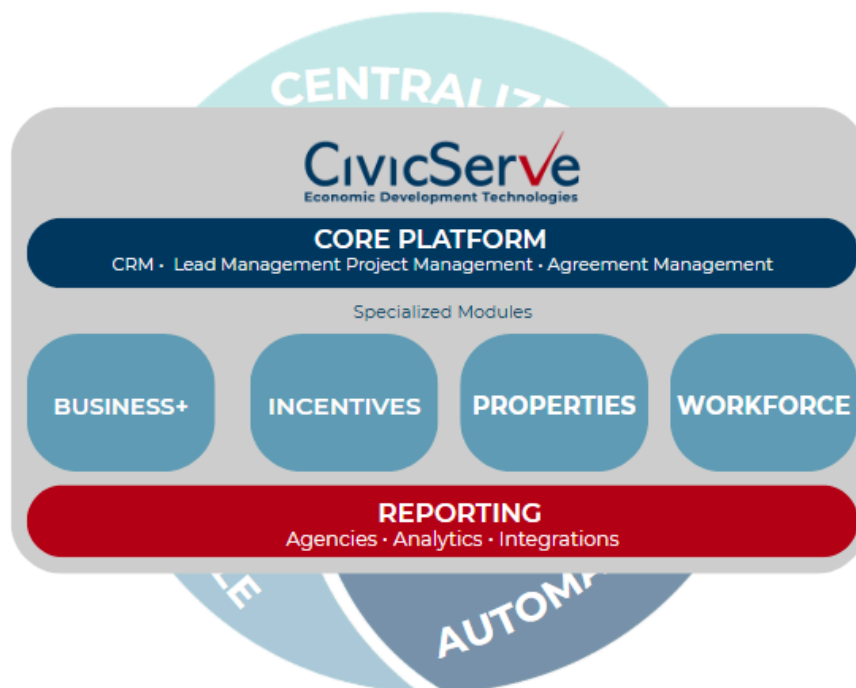 CENTRALIZE
CIVICSERVE
Economic Development Technologies
CORE PLATFORM
CRM • Lead Management Project Management • Agreement Management
Specialized Modules
BUSINESS+
INCENTIVES
PROPERTIES
WORKFORCE
REPORTING
Agencies • Analytics • Integrations
LE
AUTOMA